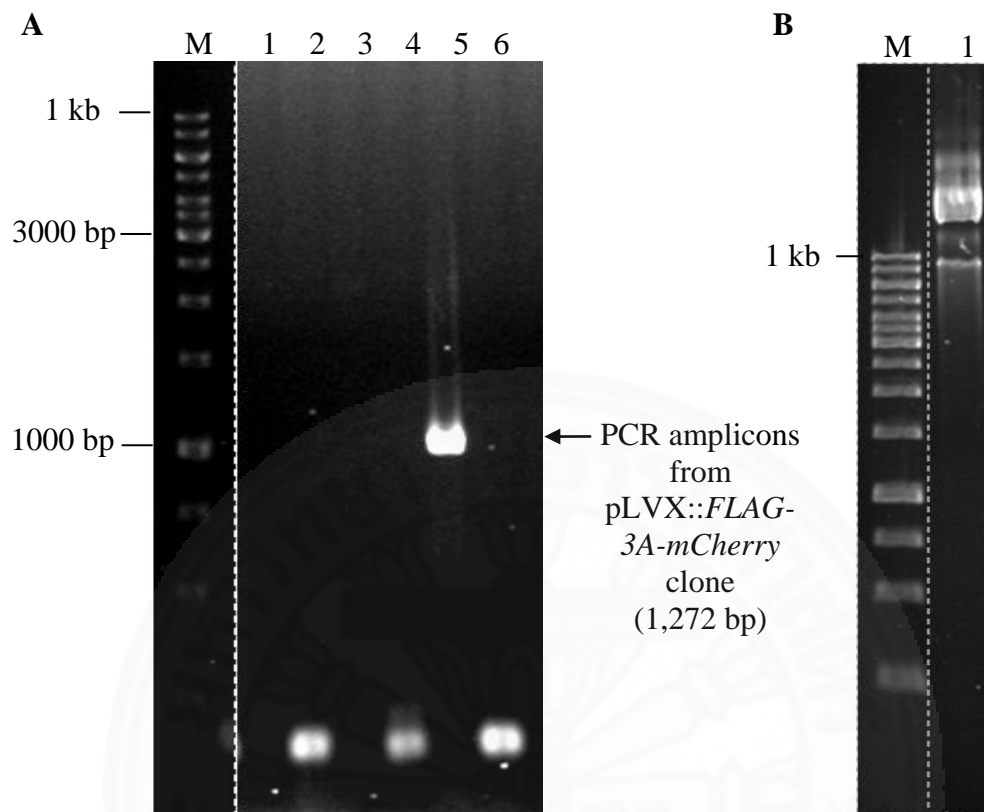 A
B
M 1 2 3 4 5 6
M 1
1 kb
3000 bp
1 kb
1000 bp
PCR amplicons
from
pLVX::FLAG-
3A-mCherry
clone
(1,272 bp)